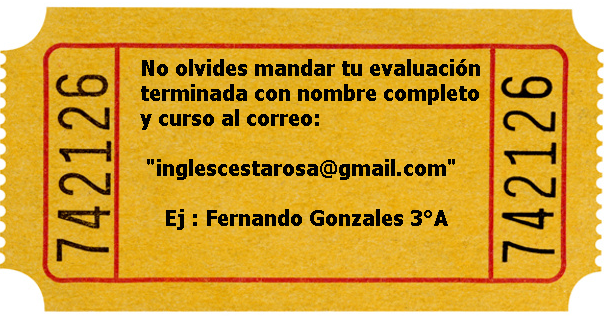 742126
No olvides mandar tu evaluación
terminada con nombre completo
y curso al correo:
"inglescestarosa@gmail.com"
Ej : Fernando Gonzales 3°A
742126